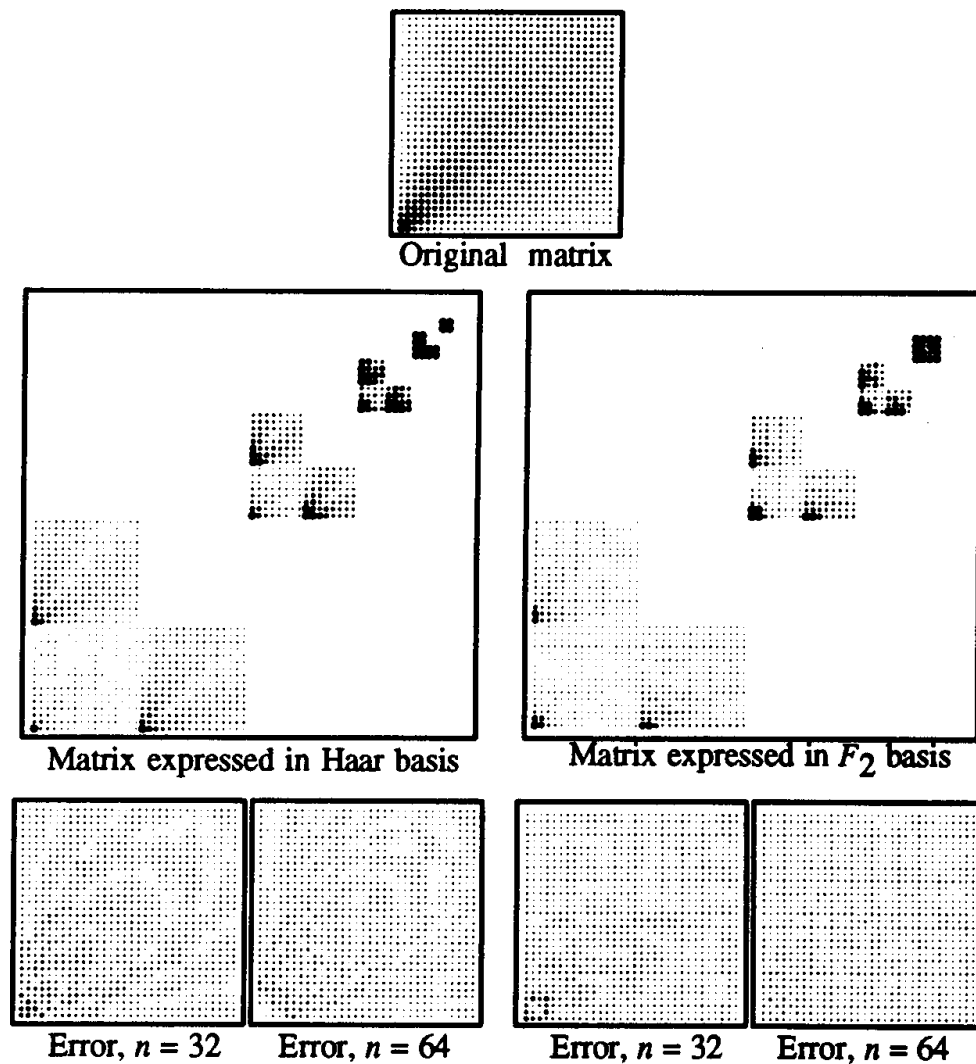 Original matrix
Matrix expressed in Haar basis
Matrix expressed in F2 basis
Error, n = 32
Error, n = 64
Error, n = 32
Error, n = 64